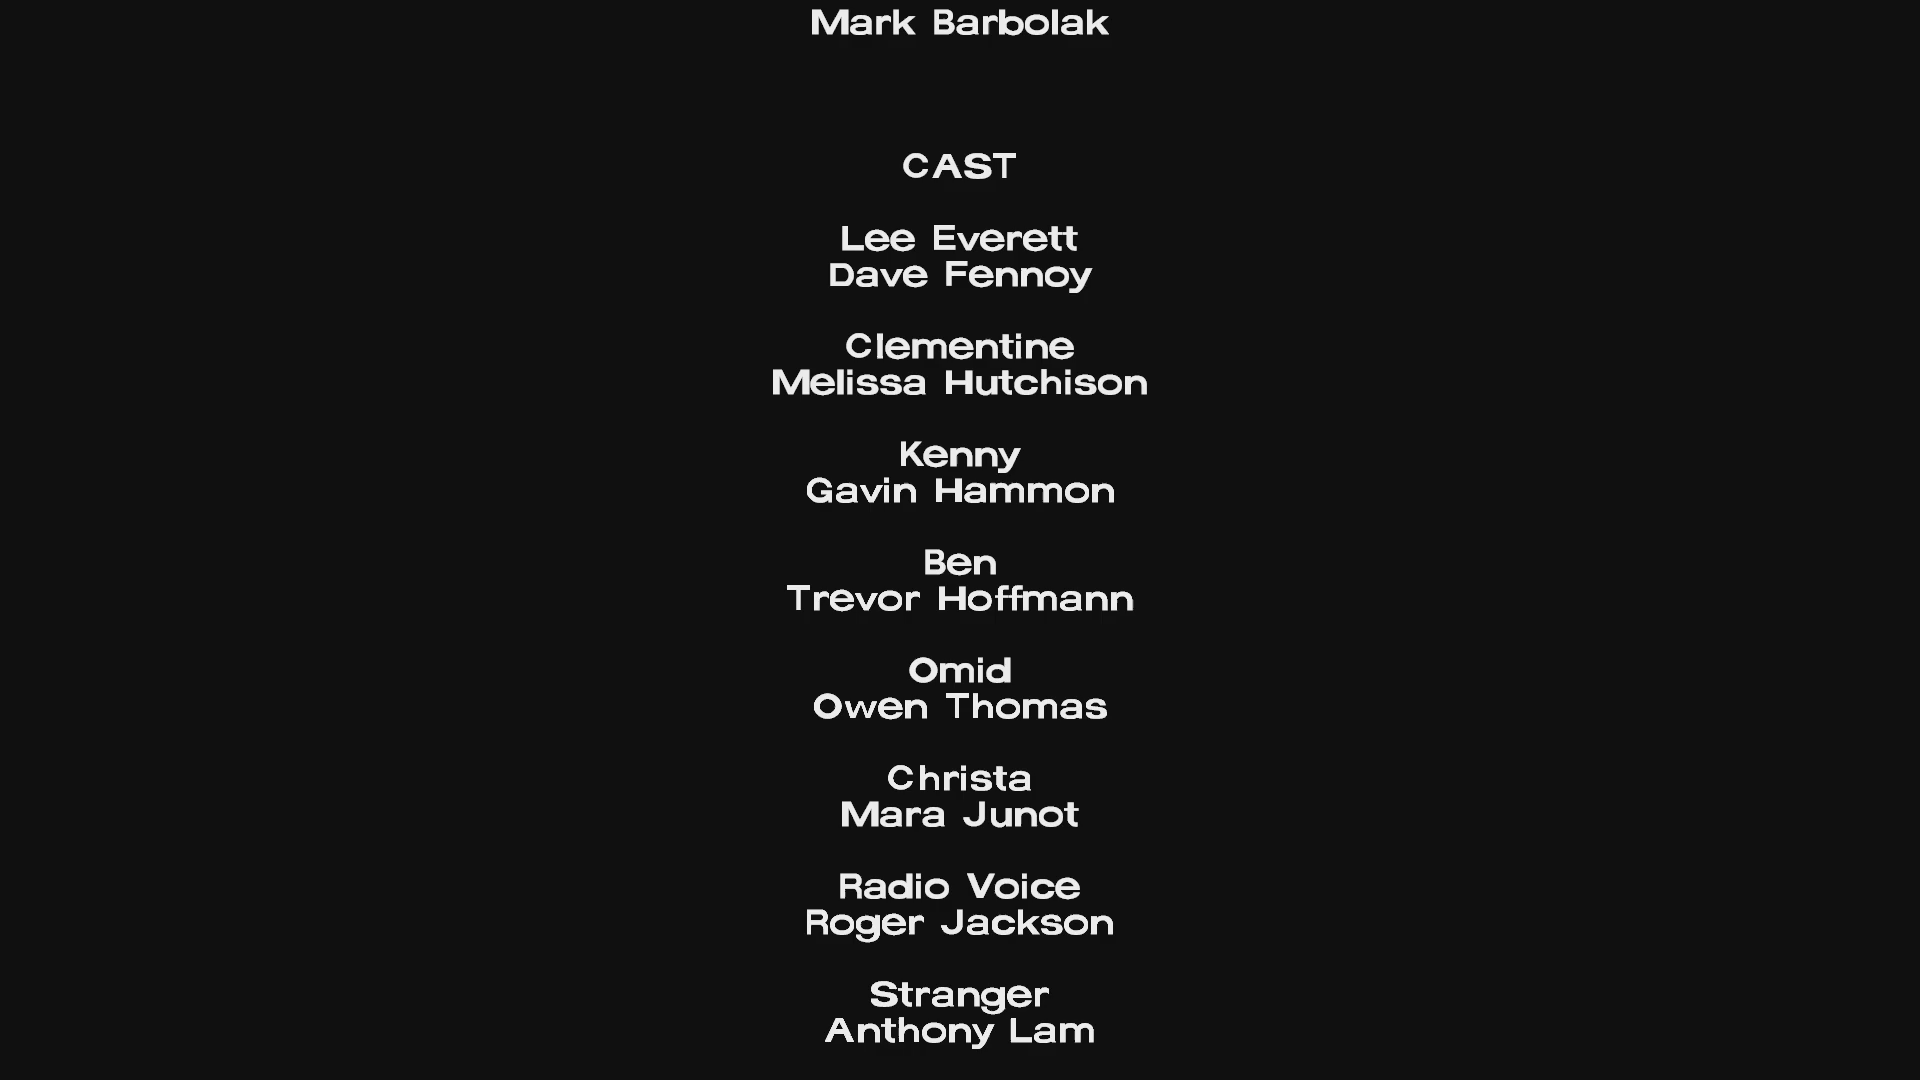 Mark Barbolak
CAST
Lee Everett
Dave Fennoy
Clementine
Melissa Hutchison
Kenny
Gavin Hammon
Ben
Trevor Hoffmann
Omid
Owen Thomas
Christa
Mara Junot
Radio Voice
Roger Jackson
Stranger
Anthony Lam